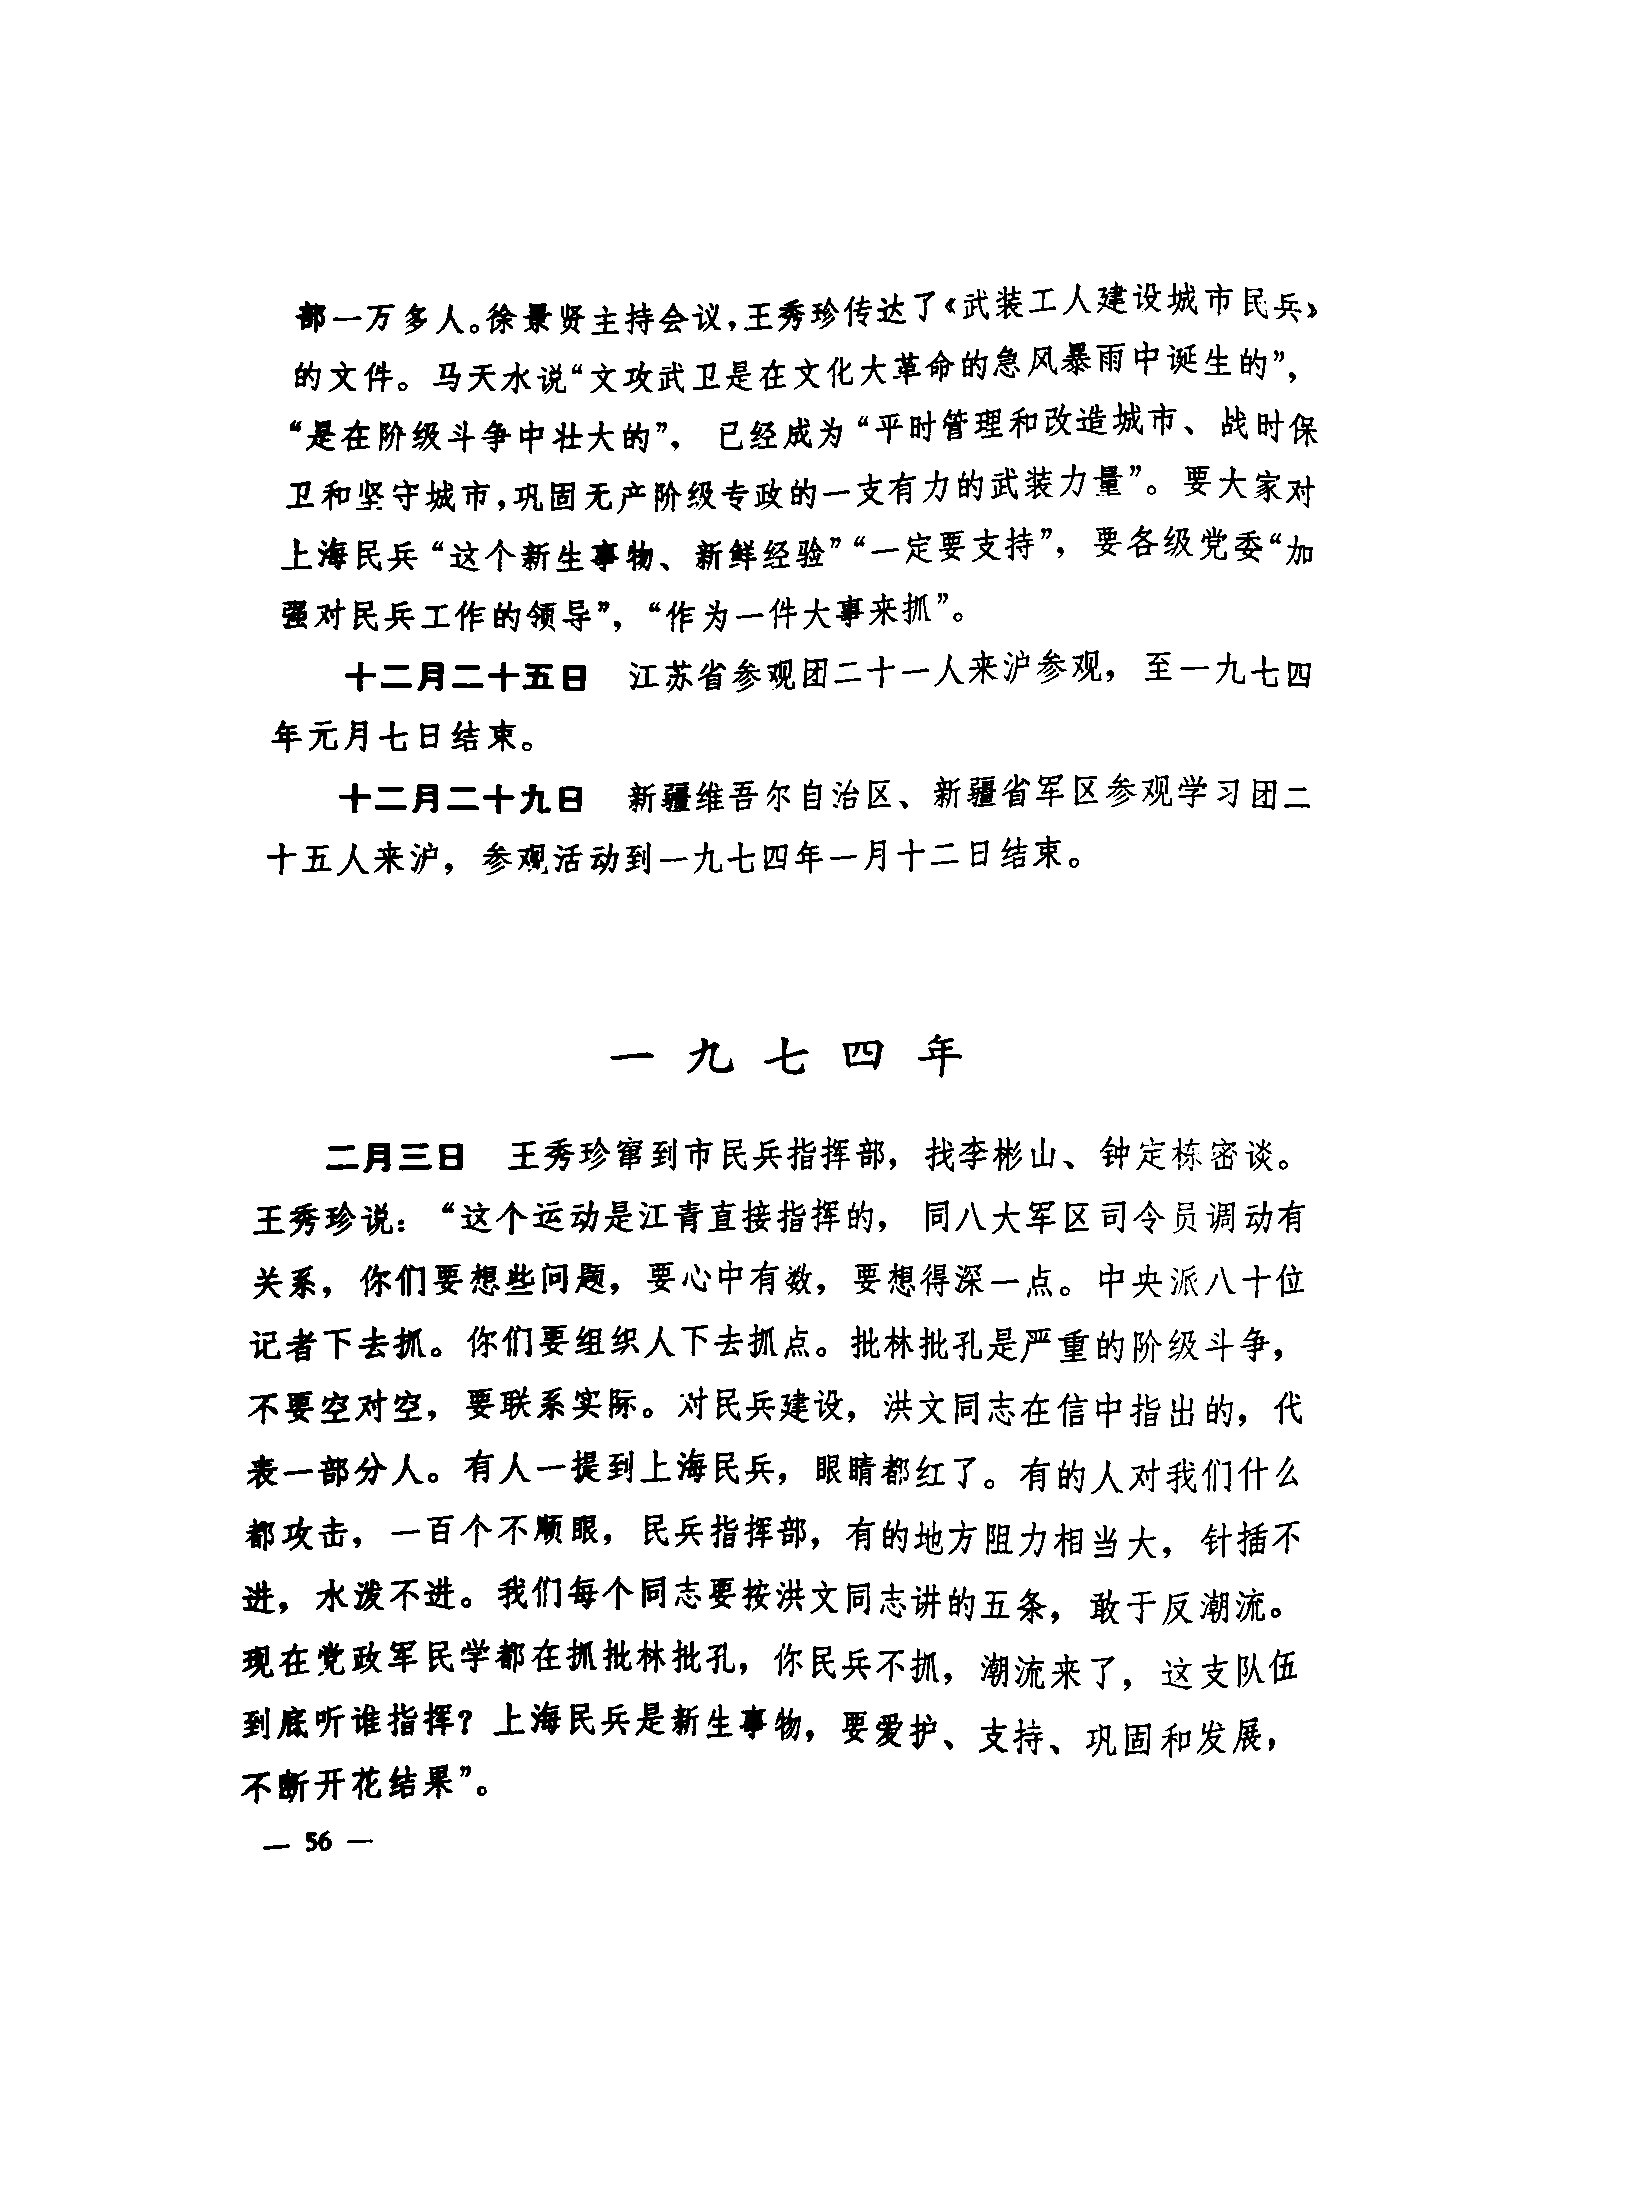 部一万多人。徐景贤主持会议，王秀珍传达了《武装工人建设城市民兵》
的文件。马天水说“文攻武卫是在文化大革命的急风暴雨中诞生的”，
“是在阶级斗争中壮大的”， 已经成为“平时管理和改造城市、战时保
卫和坚守城市，巩固无产阶级专政的一支有力的武装力量”。要大家对
上海民兵“这个新生事物、新鲜经验”“一定要支持”，要各级党委“加
强对民兵工作的领导”，“作为一件大事来抓”。
十二月二十五日　江苏省参观团二十一人来沪参观，至一九七四
年元月七日结束。
十二月二十九日　新疆维吾尔自治区、新疆省军区参观学习团二
十五人来沪，参观活动到一九七四年一月十二日结束。
一九七四年
二月三日　王秀珍窜到市民兵指挥部，找李彬山、钟定栋密谈。
王秀珍说：“这个运动是江青直接指挥的， 同八大军区司令员调动有
关系，你们要想些问题，要心中有数，要想得深一点。中央派八十位
记者下去抓。你们要组织人下去抓点。批林批孔是严重的阶级斗争，
不要空对空，要联系实际。对民兵建设，洪文同志在信中指出的，代
表一部分人。有人一提到上海民兵，眼睛都红了。有的人对我们什么
都攻击，一百个不顺眼，民兵指挥部，有的地方阻力相当大，针插不
进，水泼不进。我们每个同志要按洪文同志讲的五条，敢于反潮流。
现在党政军民学都在抓批林批孔，你民兵不抓，潮流来了，这支队伍
到底听谁指挥？上海民兵是新生事物，要爱护、支持、巩固和发展，
不断开花结果”。
— 56 —